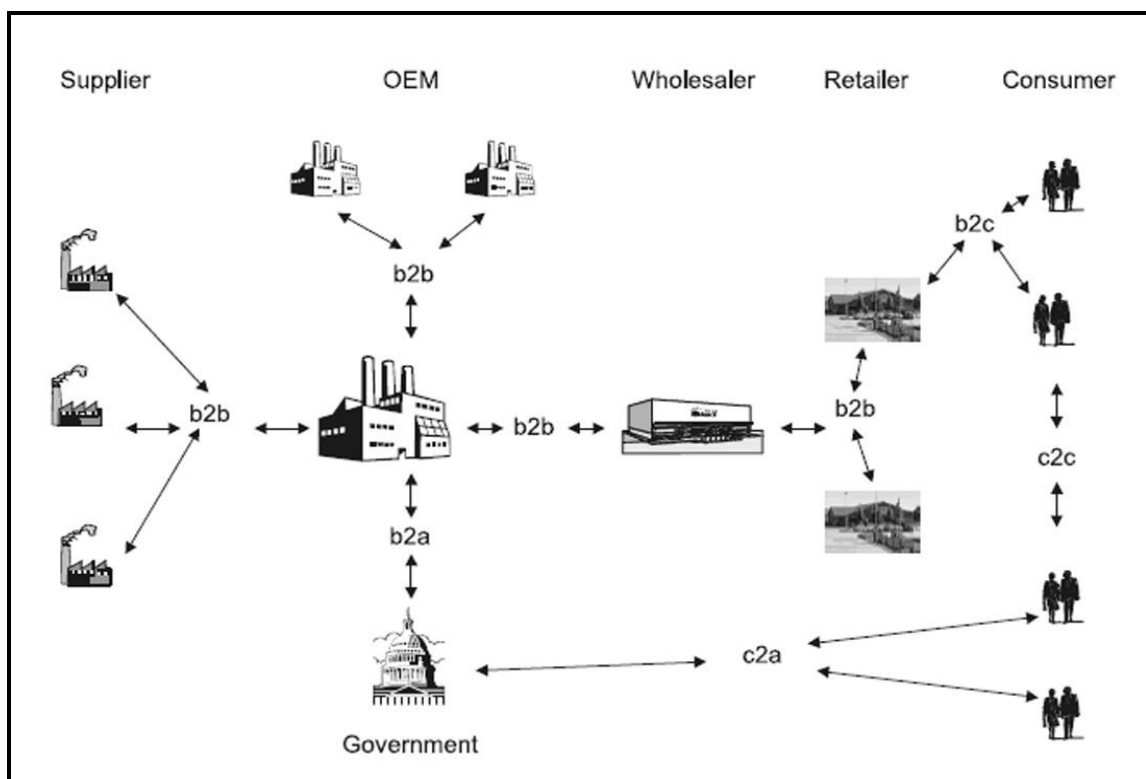 Supplier OEM Wholesaler Retailer Consumer
b2c
b2b
b2b b2b b2b
c2c
b2a
c2a
Government